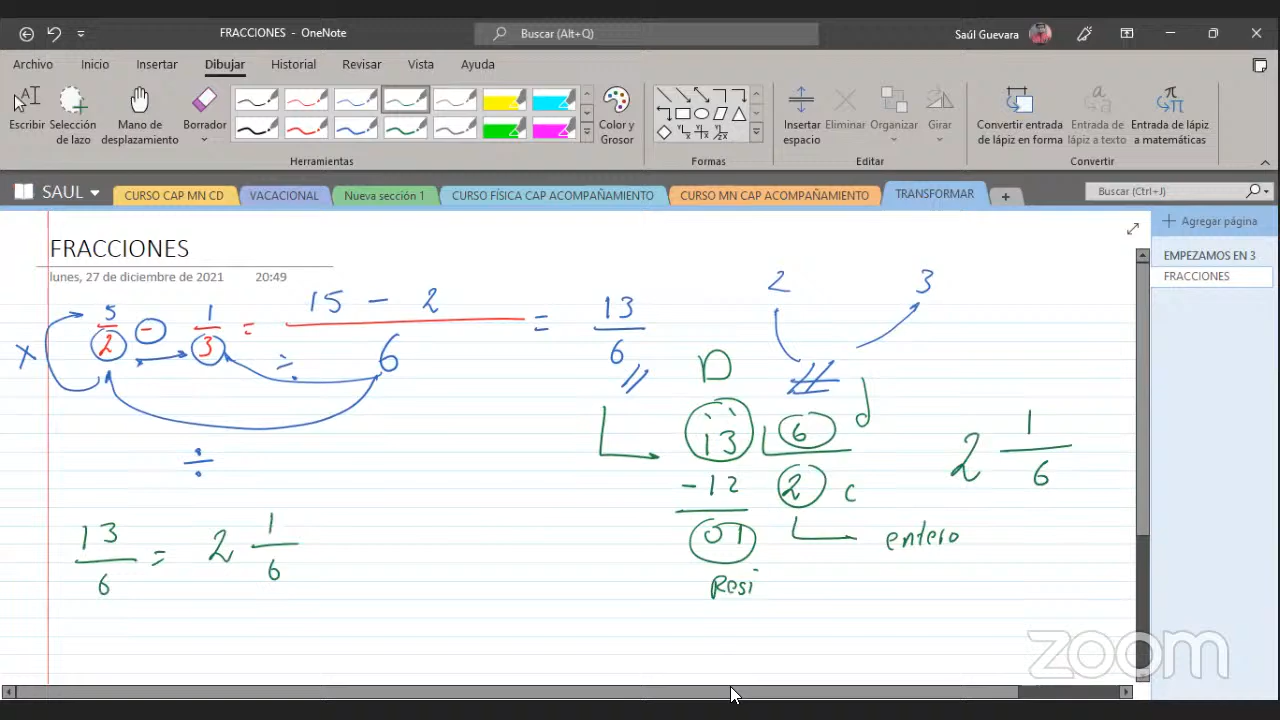 FRACCIONES - OneNote
Buscar (Alt+Q)
Saúl Guevara
Archivo Inicio Insertar Dibujar Historial Revisar Vista Ayuda
Escribir
Selección de lazo
Mano de desplazamiento
Borrador
Color y Grosor
Insertar espacio
Eliminar
Organizar
Girar
Convertir entrada de lápiz en forma
Entrada de lápiz a texto
Entrada de lápiz a matemáticas
Herramientas
Formas
Editar
Convertir
SAUL
CURSO CAP MN CD
VACACIONAL
Nueva sección 1
CURSO FÍSICA CAP ACOMPAÑAMIENTO
CURSO MN CAP ACOMPAÑAMIENTO
TRANSFORMAR
+
Buscar (Ctrl+J)
Agregar página
EMPEZAMOS EN 3
FRACCIONES
FRACCIONES
lunes, 27 de diciembre de 2021 20:49
5/2 - 1/3 = 15 - 2 / 6 = 13/6
x
÷
÷
2 3
D
13 6 d
-12 2 c
01 entero
Resi
2 1/6
13/6 = 2 1/6
zoom